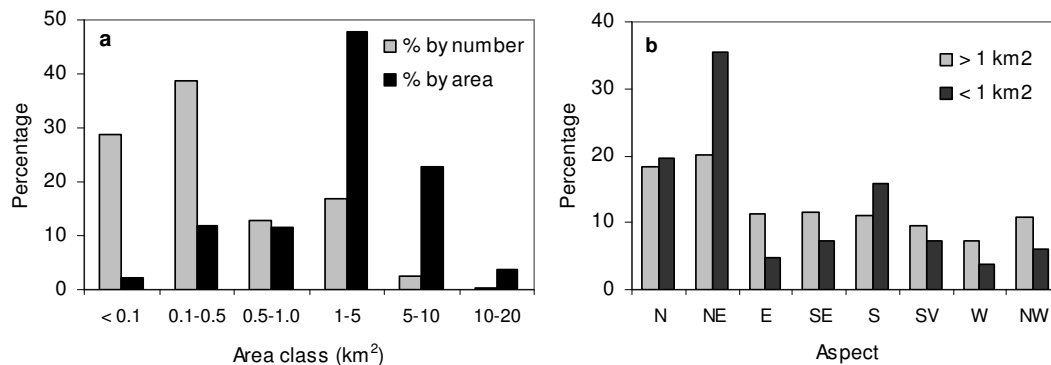 a
% by number
% by area
Percentage
50
40
30
20
10
0
< 0.1 0.1-0.5 0.5-1.0 1-5 5-10 10-20
Area class (km²)
b
> 1 km2
< 1 km2
Percentage
40
30
20
10
0
N NE E SE S SV W NW
Aspect